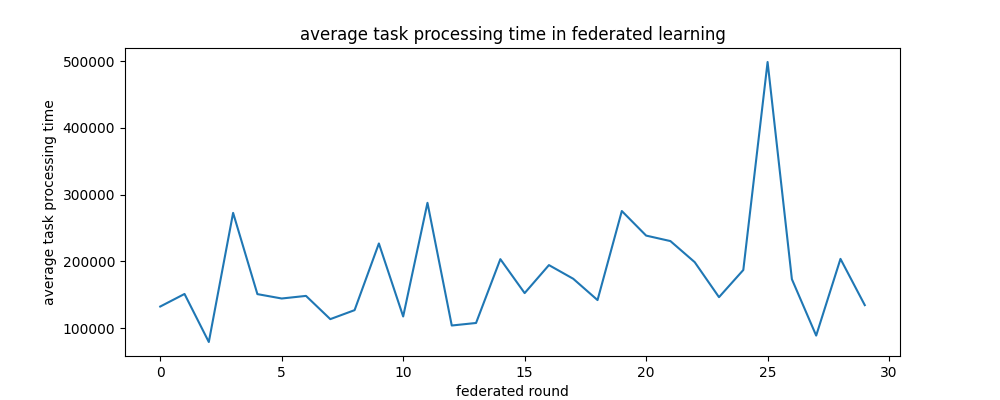 average task processing time in federated learning
average task processing time
500000
400000
300000
200000
100000
0 5 10 15 20 25 30
federated round